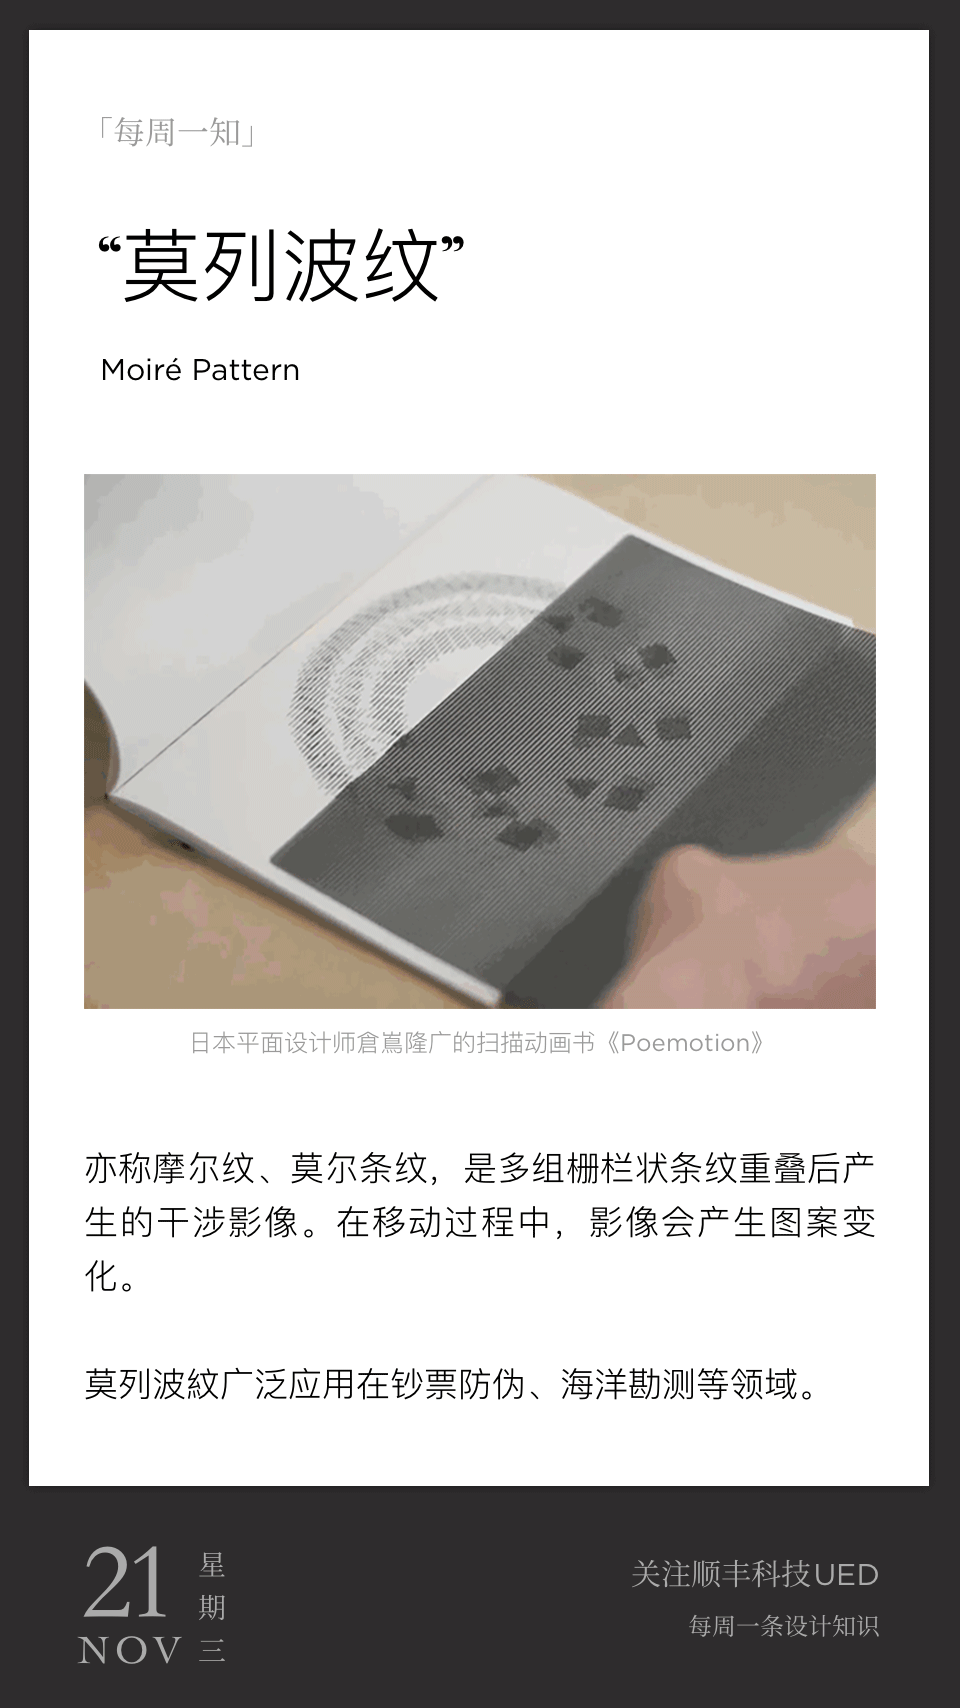 「每周一知」
“莫列波纹”
Moiré Pattern
日本平面设计师倉嶌隆广的扫描动画书《Poemotion》
亦称摩尔纹、莫尔条纹，是多组栅栏状条纹重叠后产
生的干涉影像。在移动过程中，影像会产生图案变
化。
莫列波紋广泛应用在钞票防伪、海洋勘测等领域。
21
NOV
星
期
三
关注顺丰科技UED
每周一条设计知识